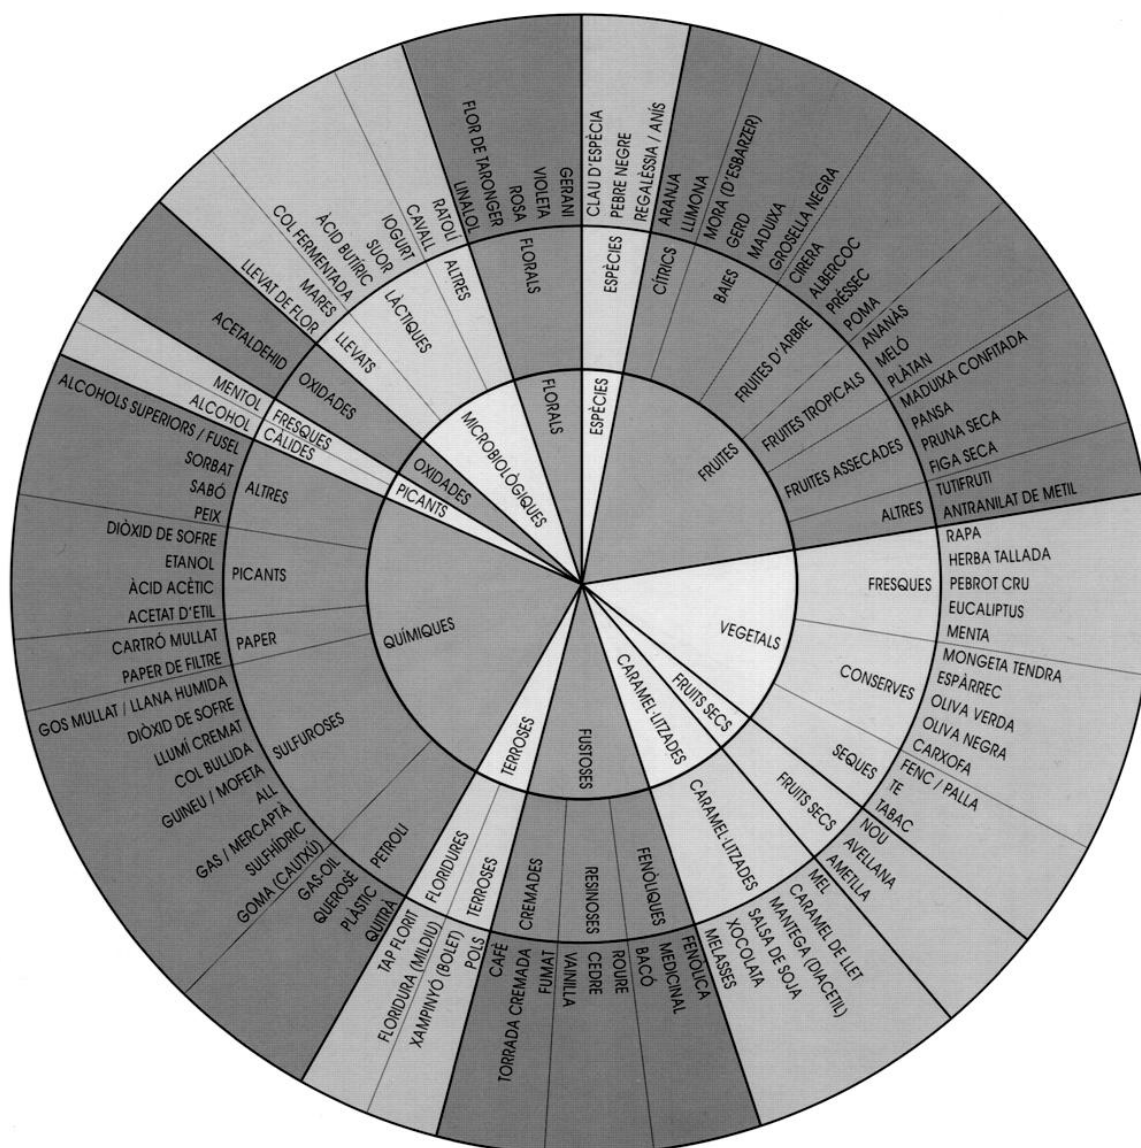 ESPÈCIES
ESPÈCIES
CLAU D'ESPÈCIA
PEBRE NEGRE
REGALÈSSIA / ANÍS
FRUITES
CÍTRICS
ARANJA
LLIMONA
BAIES
MORA (D'ESBARZER)
GERD
MADUIXA
GROSELLA NEGRA
FRUITES D'ARBRE
CIRERA
ALBERCOC
PRÉSSEC
POMA
FRUITES TROPICALS
ANANÀS
MELÓ
PLÀTAN
FRUITES ASSECADES
MADUIXA CONFITADA
PANSA
PRUNA SECA
FIGA SECA
ALTRES
TUTIFRUTI
ANTRANILAT DE METIL
VEGETALS
FRESQUES
RAPA
HERBA TALLADA
PEBROT CRU
EUCALIPTUS
MENTA
CONSERVES
MONGETA TENDRA
ESPÀRREC
OLIVA VERDA
OLIVA NEGRA
CARXOFA
SEQUES
FENC / PALLA
TE
TABAC
FRUITS SECS
FRUITS SECS
NOU
AVELLANA
AMETLLA
CARAMEL·LITZADES
CARAMEL·LITZADES
MEL
CARAMEL DE LLET
MANTEGA (DIACETIL)
SALSA DE SOJA
XOCOLATA
MELASSES
FUSTOSES
FENÒLIQUES
FENÒLICA
MEDICINAL
BACÓ
RESINOSES
ROURE
CEDRE
VAINILLA
CREMADES
FUMAT
TORRADA CREMADA
CAFÈ
TERROSES
TERROSES
POLS
XAMPINYÓ (BOLET)
FLORIDURES
FLORIDURA (MILDIU)
TAP FLORIT
QUÍMIQUES
PETROLI
QUITRÀ
PLÀSTIC
QUEROSÈ
GAS-OIL
SULFUROSES
GOMA (CAUTXÚ)
SULFHÍDRIC
GAS / MERCAPTÀ
ALL
GUINEU / MOFETA
COL BULLIDA
LLUMÍ CREMAT
DIÒXID DE SOFRE
GOS MULLAT / LLANA HUMIDA
PAPER
PAPER DE FILTRE
CARTRÓ MULLAT
PICANTS
ACETAT D'ETIL
ÀCID ACÈTIC
ETANOL
DIÒXID DE SOFRE
ALTRES
PEIX
SABÓ
SORBAT
ALCOHOLS SUPERIORS / FUSEL
PICANTS
CÀLIDES
ALCOHOL
FRESQUES
MENTOL
OXIDADES
OXIDADES
ACETALDEHID
MICROBIOLÒGIQUES
LLEVATS
LLEVAT DE FLOR
MARES
LÀCTIQUES
COL FERMENTADA
ÀCID BUTÍRIC
SUOR
IOGURT
ALTRES
CAVALL
RATOLÍ
FLORALS
FLORALS
LINALOL
FLOR DE TARONGER
ROSA
VIOLETA
GERANI